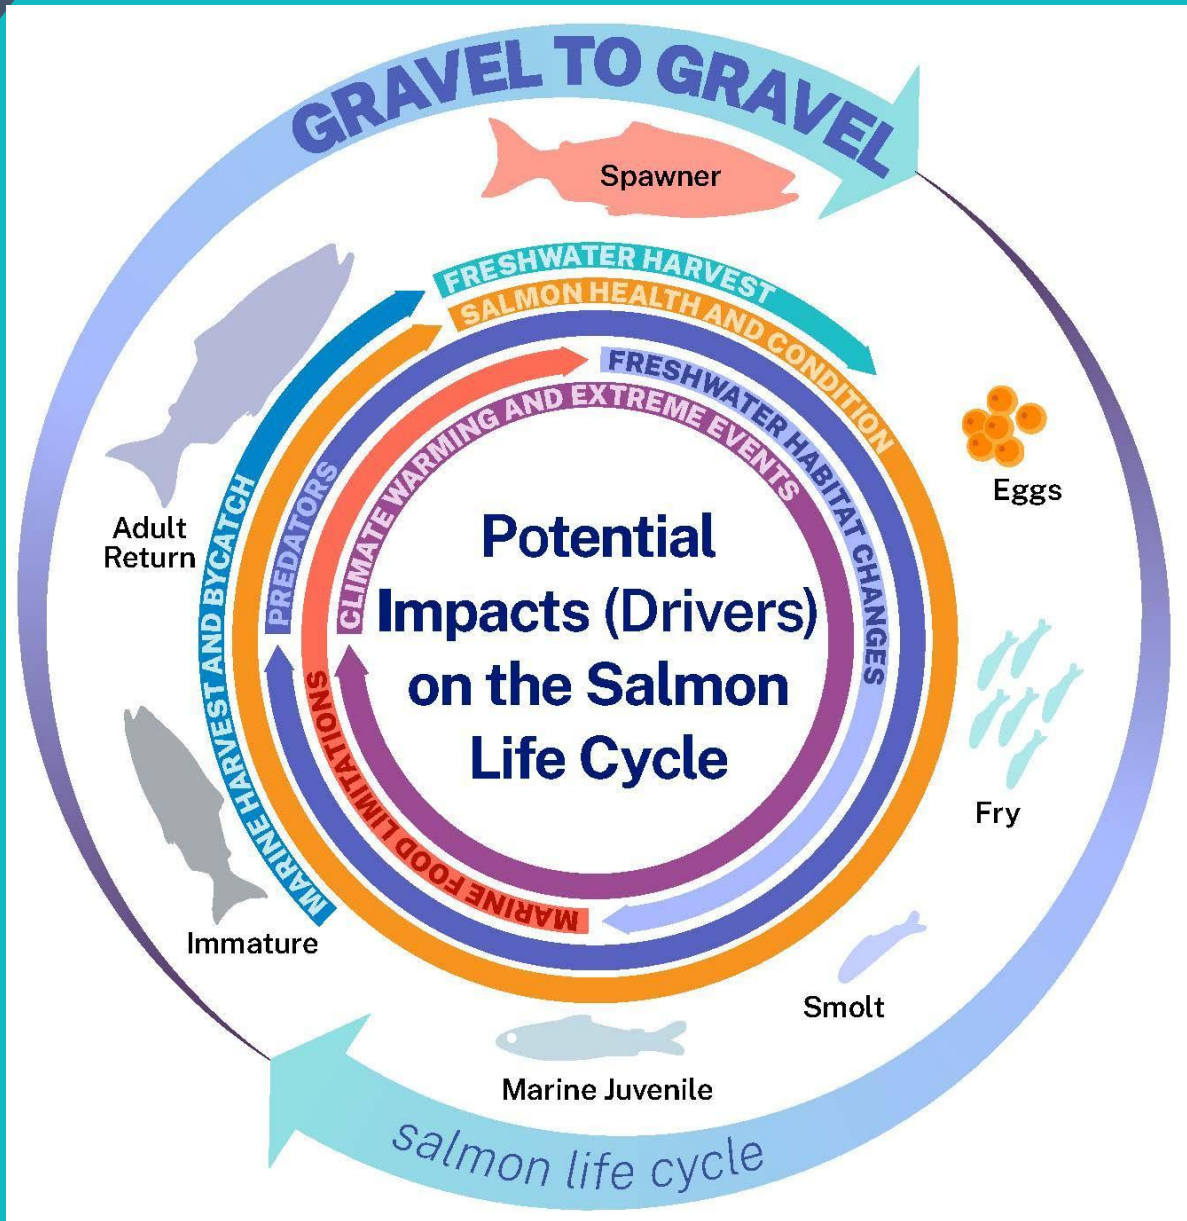 GRAVEL TO GRAVEL
Spawner
FRESHWATER HARVEST
SALMON HEALTH AND CONDITION
FRESHWATER HABITAT CHANGES
CLIMATE WARMING AND EXTREME EVENTS
PREDATORS
MARINE HARVEST AND BYCATCH
MARINE FOOD LIMITATIONS
Potential
Impacts (Drivers)
on the Salmon
Life Cycle
Eggs
Fry
Smolt
Marine Juvenile
Immature
Adult
Return
salmon life cycle